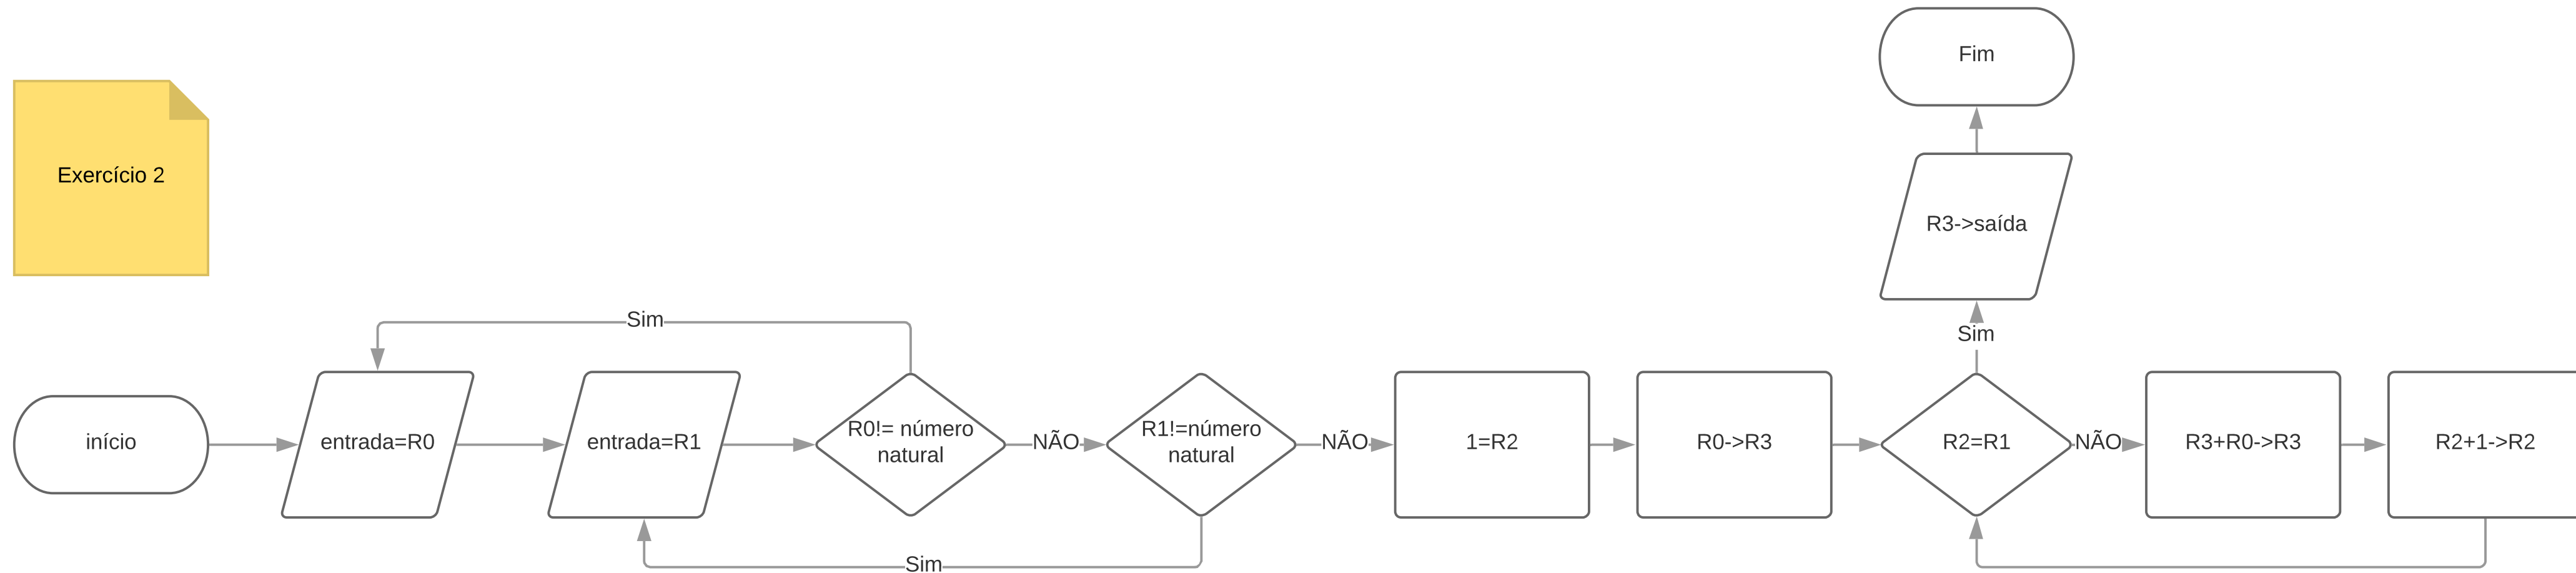 Fim
Exercício 2
R3->saída
Sim
Sim
início
entrada=R0
entrada=R1
R0!= número
natural
NÃO
R1!=número
natural
NÃO
1=R2
R0->R3
R2=R1
NÃO
R3+R0->R3
R2+1->R2
Sim